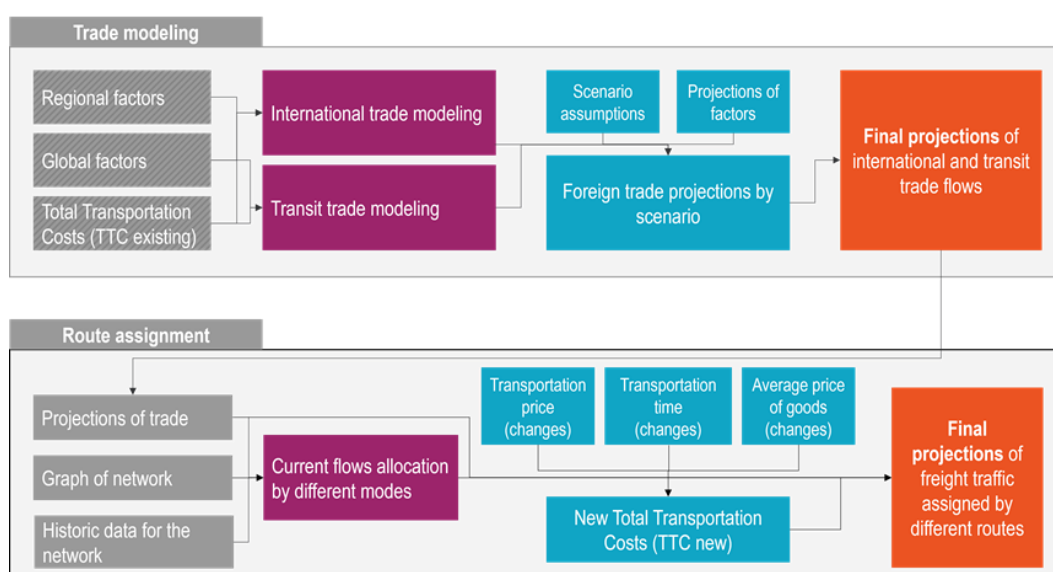 Trade modeling
Regional factors
Global factors
Total Transportation
Costs (TTC existing)
International trade modeling
Transit trade modeling
Scenario
assumptions
Projections of
factors
Foreign trade projections by
scenario
Final projections of
international and transit
trade flows
Route assignment
Projections of trade
Graph of network
Historic data for the
network
Current flows allocation
by different modes
Transportation
price
(changes)
Transportation
time
(changes)
Average price
of goods
(changes)
New Total Transportation
Costs (TTC new)
Final
projections of
freight traffic
assigned by
different routes